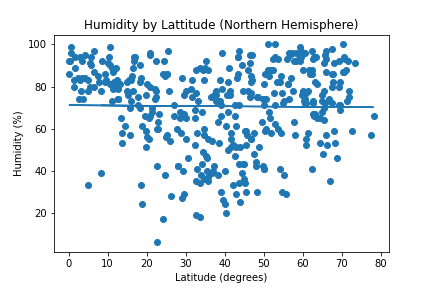 Humidity by Lattitude (Northern Hemisphere)
100
80
60
40
20
Humidity (%)
0 10 20 30 40 50 60 70 80
Latitude (degrees)